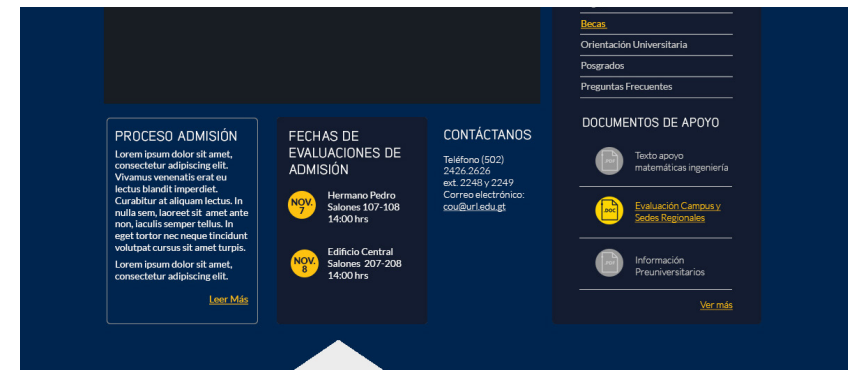 Becas
Orientación Universitaria
Posgrados
Preguntas Frecuentes
PROCESO ADMISIÓN
Lorem ipsum dolor sit amet,
consectetur adipiscing elit.
Vivamus venenatis erat eu
lectus blandit imperdiet.
Curabitur at aliquam lectus. In
nulla sem, laoreet sit amet ante
non, iaculis semper tellus. In
eget tortor nec neque tincidunt
volutpat cursus sit amet turpis.
Lorem ipsum dolor sit amet,
consectetur adipiscing elit.
Leer Más
FECHAS DE
EVALUACIONES DE
ADMISIÓN
NOV.
7
Hermano Pedro
Salones 107-108
14:00 hrs
NOV.
8
Edificio Central
Salones 207-208
14:00 hrs
CONTÁCTANOS
Teléfono (502)
2426.2626
ext. 2248 y 2249
Correo electrónico:
cou@url.edu.gt
DOCUMENTOS DE APOYO
.PDF
Texto apoyo
matemáticas ingeniería
.DOC
Evaluación Campus y
Sedes Regionales
.PDF
Información
Preuniversitarios
Ver más